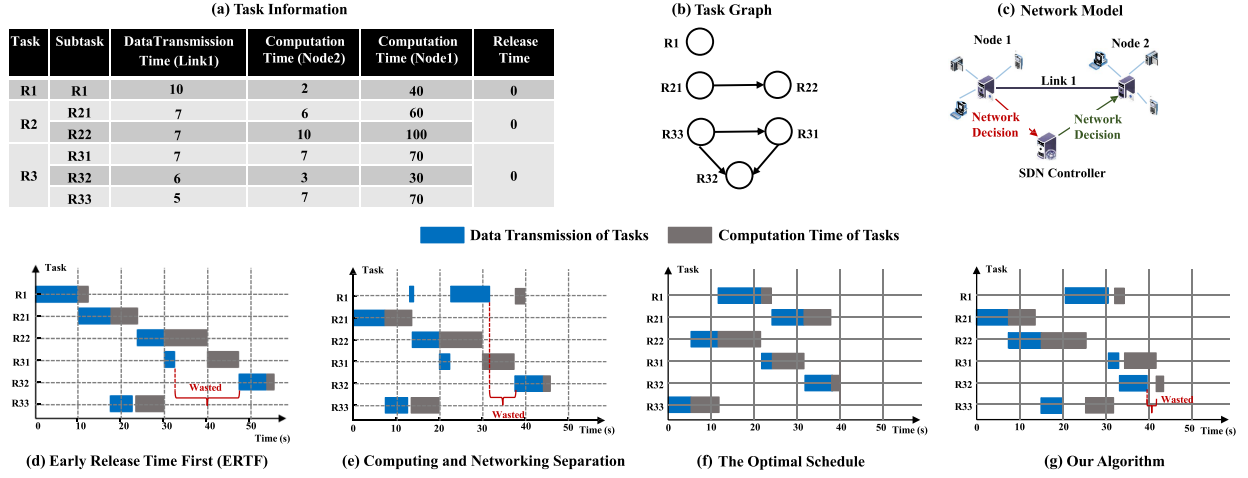 (a) Task Information
Task Subtask DataTransmission Time (Link1) Computation Time (Node2) Computation Time (Node1) Release Time
R1 R1 10 2 40 0
R2 R21 7 6 60 0
R22 7 10 100
R3 R31 7 7 70 0
R32 6 3 30
R33 5 7 70
(b) Task Graph
R1
R21 R22
R33 R31
R32
(c) Network Model
Node 1 Node 2
Link 1
Network Decision
Network Decision
SDN Controller
Data Transmission of Tasks Computation Time of Tasks
Task
R1
R21
R22
R31
R32
R33
Wasted
0 10 20 30 40 50
Time (s)
(d) Early Release Time First (ERTF)
Task
R1
R21
R22
R31
R32
R33
Wasted
0 10 20 30 40 50
Time (s)
(e) Computing and Networking Separation
Task
R1
R21
R22
R31
R32
R33
0 10 20 30 40 50
Time (s)
(f) The Optimal Schedule
Task
R1
R21
R22
R31
R32
R33
Wasted
0 10 20 30 40 50
Time (s)
(g) Our Algorithm